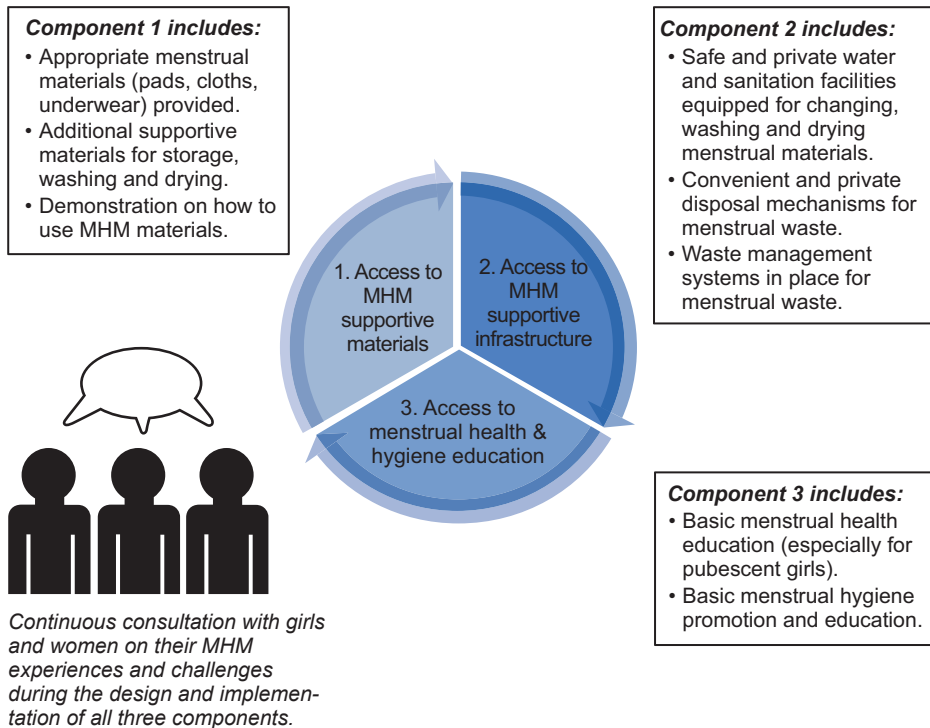 Component 1 includes:
• Appropriate menstrual
materials (pads, cloths,
underwear) provided.
• Additional supportive
materials for storage,
washing and drying.
• Demonstration on how to
use MHM materials.
Component 2 includes:
• Safe and private water
and sanitation facilities
equipped for changing,
washing and drying
menstrual materials.
• Convenient and private
disposal mechanisms for
menstrual waste.
• Waste management
systems in place for
menstrual waste.
1. Access to
MHM
supportive
materials
2. Access to
MHM
supportive
infrastructure
3. Access to
menstrual health &
hygiene education
Component 3 includes:
• Basic menstrual health
education (especially for
pubescent girls).
• Basic menstrual hygiene
promotion and education.
Continuous consultation with girls
and women on their MHM
experiences and challenges
during the design and implemen-
tation of all three components.